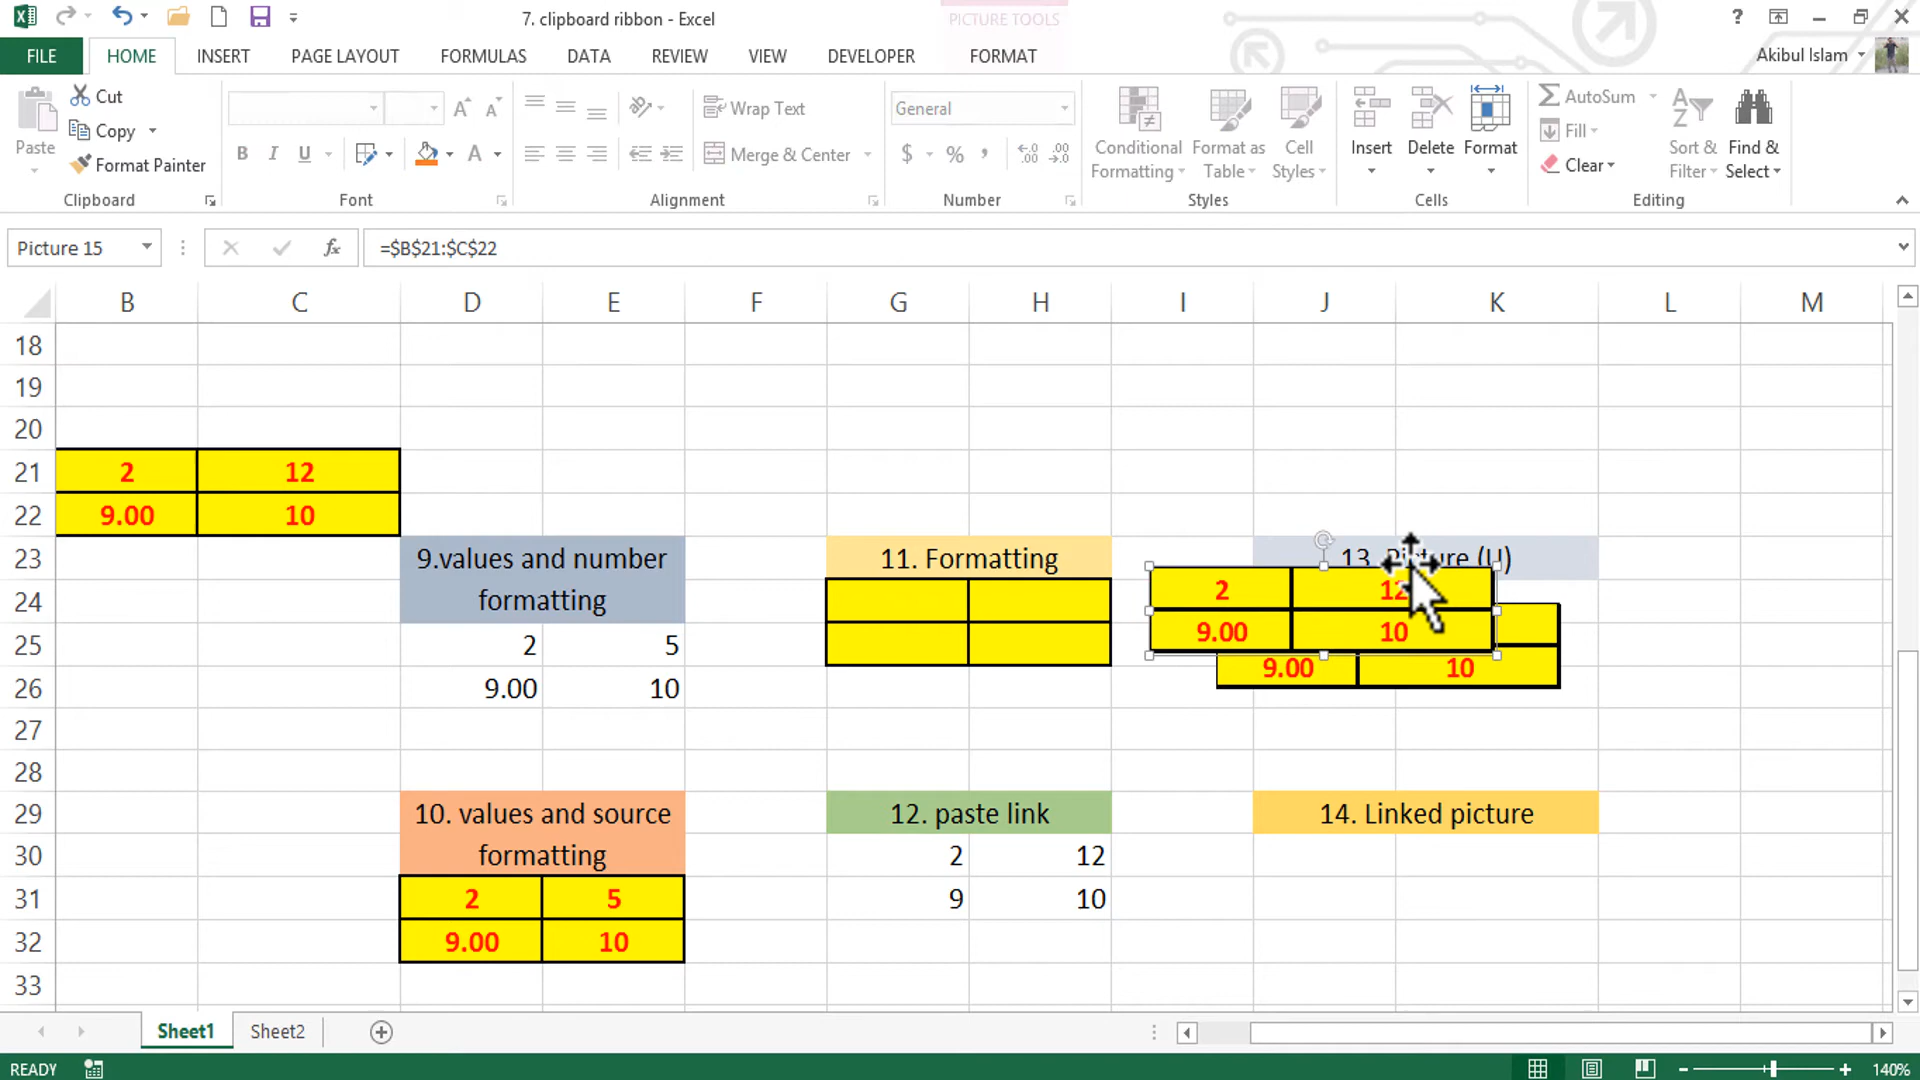 7. clipboard ribbon - Excel
PICTURE TOOLS
?
FILE
HOME
INSERT
PAGE LAYOUT
FORMULAS
DATA
REVIEW
VIEW
DEVELOPER
FORMAT
Akibul Islam
Paste
Cut
Copy
Format Painter
Clipboard
B I U
A
Font
Wrap Text
Merge & Center
Alignment
General
$ % ,
Number
Conditional Formatting
Format as Table
Cell Styles
Styles
Insert
Delete
Format
Cells
AutoSum
Fill
Clear
Sort & Filter
Find & Select
Editing
Picture 15
fx
=$B$21:$C$22
B C D E F G H I J K L M
18
19
20
21 2 12
22 9.00 10
23 9.values and number 11. Formatting 13. (U)
24 formatting 2 12
9.00 10
25 2 5
26 9.00 10 9.00 10
27
28
29 10. values and source 12. paste link 14. Linked picture
30 formatting 2 12
31 2 5 9 10
32 9.00 10
33
Sheet1
Sheet2
READY
140%